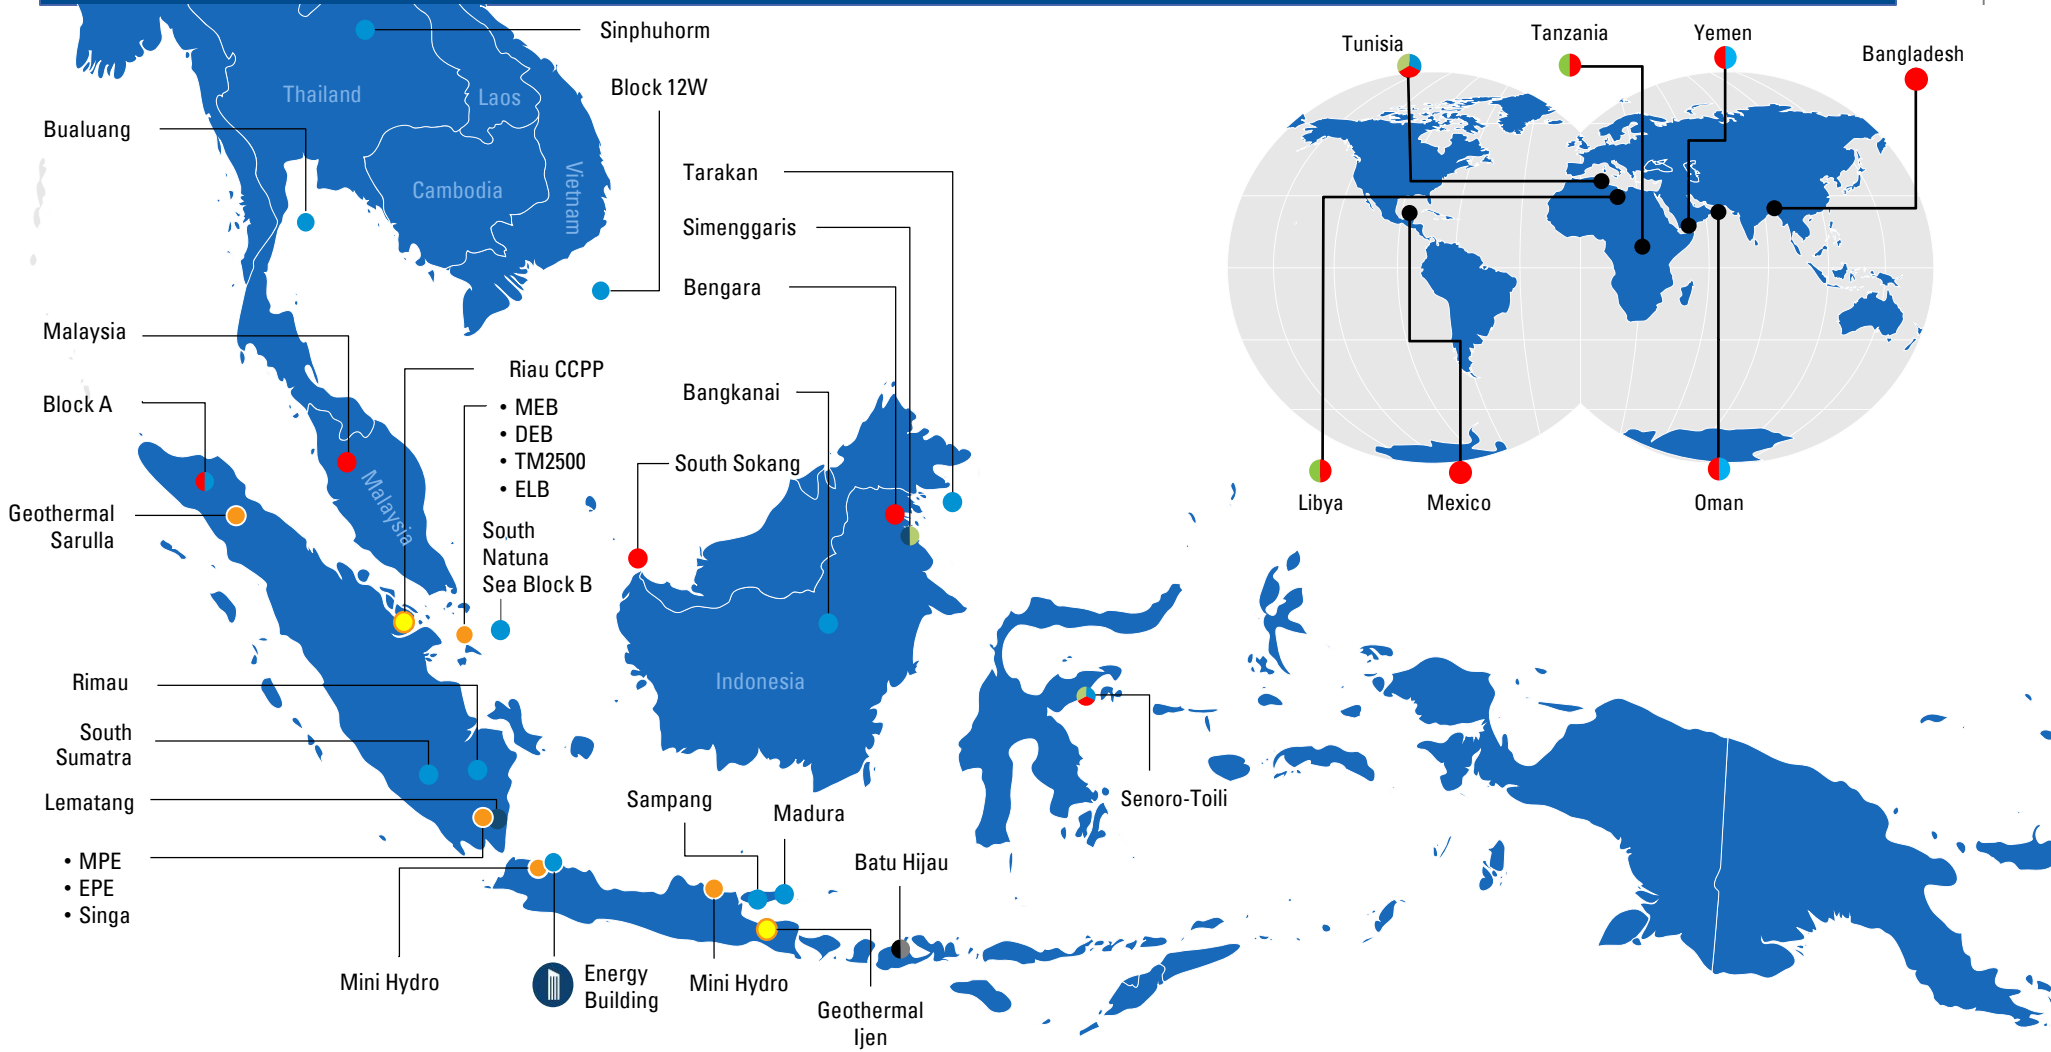 Sinphuhorm
Block 12W
Thailand
Laos
Bualuang
Cambodia
Vietnam
Tarakan
Simenggaris
Bengara
Malaysia
Riau CCPP
• MEB
• DEB
• TM2500
• ELB
Bangkanai
Block A
South Sokang
Malaysia
Geothermal
Sarulla
South
Natuna
Sea Block B
Rimau
Indonesia
South
Sumatra
Lematang
Sampang
Madura
Senoro-Toili
• MPE
• EPE
• Singa
Batu Hijau
Mini Hydro
Energy
Building
Mini Hydro
Geothermal
Ijen
Tunisia
Tanzania
Yemen
Bangladesh
Libya
Mexico
Oman